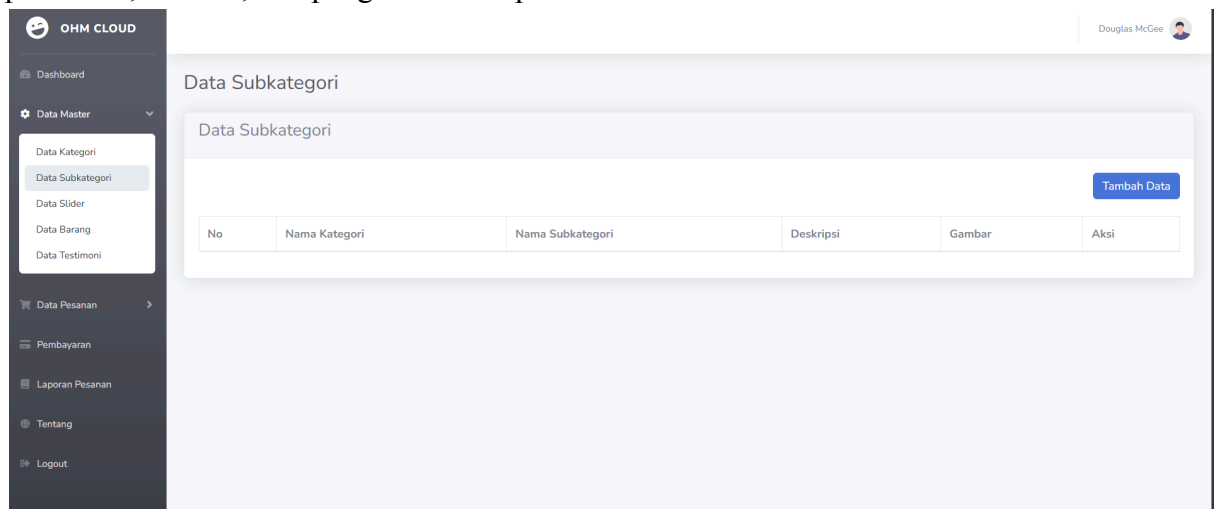 OHM CLOUD
Douglas McGee
Dashboard
Data Master
Data Kategori
Data Subkategori
Data Slider
Data Barang
Data Testimoni
Data Pesanan
Pembayaran
Laporan Pesanan
Tentang
Logout
Data Subkategori
Data Subkategori
Tambah Data
No Nama Kategori Nama Subkategori Deskripsi Gambar Aksi